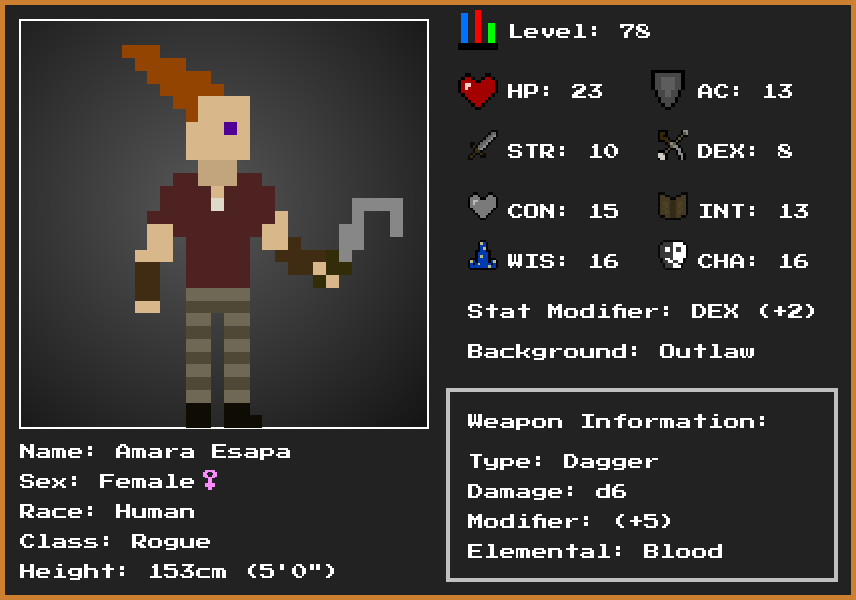 Level: 78
HP: 23 AC: 13
STR: 10 DEX: 8
CON: 15 INT: 13
WIS: 16 CHA: 16
Stat Modifier: DEX (+2)
Background: Outlaw
Weapon Information:
Type: Dagger
Damage: d6
Modifier: (+5)
Elemental: Blood
Name: Amara Esapa
Sex: Female♀
Race: Human
Class: Rogue
Height: 153cm (5'0")